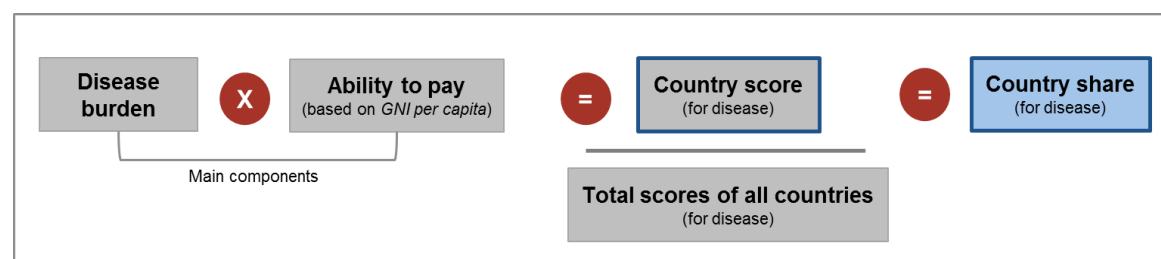 Disease
burden
X
Ability to pay
(based on GNI per capita)
Main components
=
Country score
(for disease)
Total scores of all countries
(for disease)
=
Country share
(for disease)